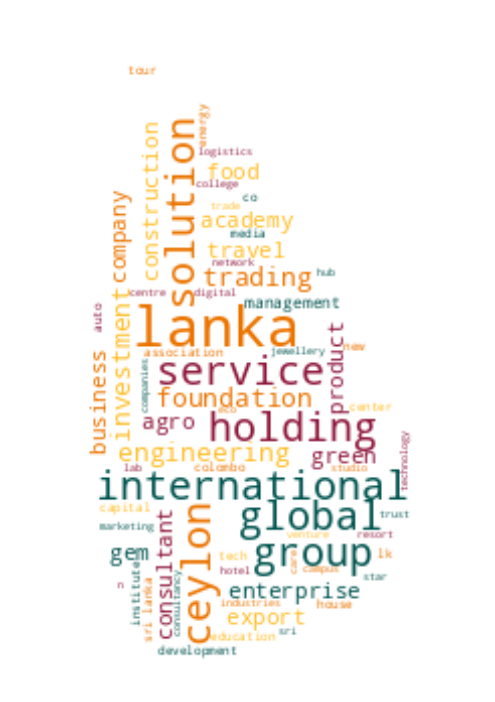 tour
energy
solution
construction
logistics
food
college
company
co
trade
academy
media
travel
network
trading
hub
centre
digital
investment
management
auto
lanka
product
association
jewellery
new
business
companies
service
foundation
eco
center
agro
holding
engineering
green
technology
lab
colombo
studio
international
capital
global
trust
marketing
consultant
ceylon
venture
resort
gem
tech
group
care
lk
hotel
campus
star
n
institute
sri lanka
consultancy
enterprise
industries
house
export
education
sri
development